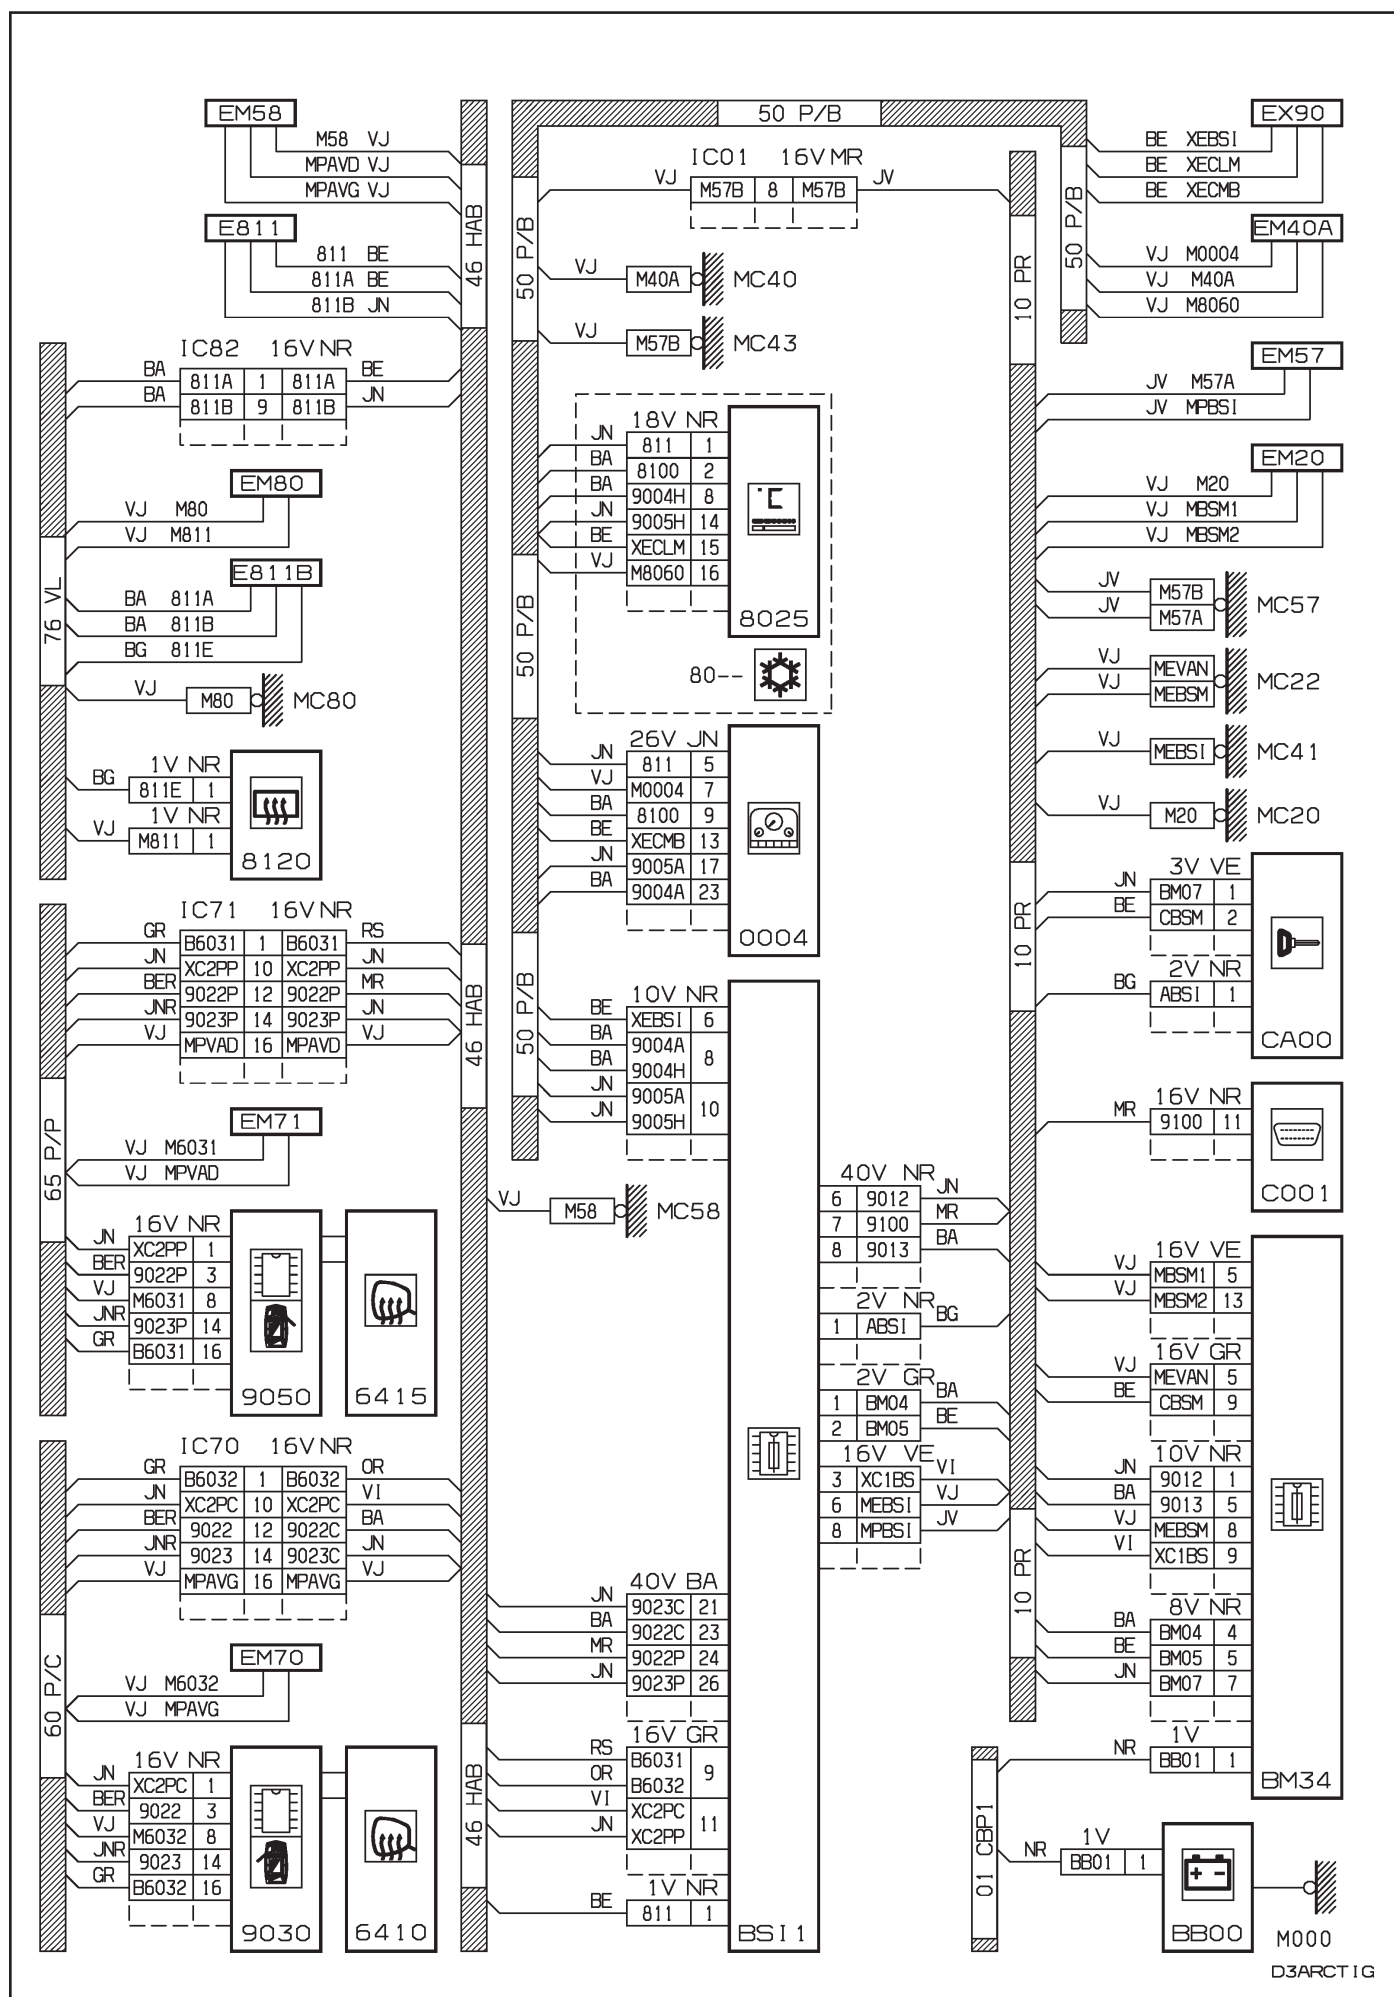 50 P/B
EM58
M58 VJ
MPAVD VJ
MPAVG VJ
E811
811 BE
811A BE
811B JN
46 HAB
IC82 16V NR
BA 811A 1 811A BE
BA 811B 9 811B JN
EM80
VJ M80
VJ M811
76 VL
E811B
BA 811A
BA 811B
BG 811E
VJ M80 MC80
1V NR
BG 811E 1
1V NR
VJ M811 1
8120
IC71 16V NR
GR B6031 1 B6031 RS
JN XC2PP 10 XC2PP JN
BER 9022P 12 9022P MR
JNR 9023P 14 9023P JN
VJ MPVAD 16 MPAVD VJ
46 HAB
65 P/P
EM71
VJ M6031
VJ MPVAD
16V NR
JN XC2PP 1
BER 9022P 3
VJ M6031 8
JNR 9023P 14
GR B6031 16
9050
6415
IC70 16V NR
GR B6032 1 B6032 OR
JN XC2PC 10 XC2PC VI
BER 9022 12 9022C BA
JNR 9023 14 9023C JN
VJ MPAVG 16 MPAVG VJ
60 P/C
EM70
VJ M6032
VJ MPAVG
16V NR
JN XC2PC 1
BER 9022 3
VJ M6032 8
JNR 9023 14
GR B6032 16
9030
6410
46 HAB
50 P/B
IC01 16V MR
VJ M57B 8 M57B JV
VJ M40A MC40
VJ M57B MC43
18V NR
JN 811 1
BA 8100 2
BA 9004H 8
JN 9005H 14
BE XECLM 15
VJ M8060 16
8025
°C
80--
50 P/B
26V JN
JN 811 5
VJ M0004 7
BA 8100 9
BE XECMB 13
JN 9005A 17
BA 9004A 23
0004
50 P/B
10V NR
BE XEBSI 6
BA 9004A
8
BA 9004H
JN 9005A
10
JN 9005H
VJ M58 MC58
40V NR
6 9012 JN
7 9100 MR
8 9013 BA
2V NR
1 ABSI BG
2V GR
1 BM04 BA
2 BM05 BE
16V VE
3 XC1BS VI
6 MEBSI VJ
8 MPBSI JV
40V BA
JN 9023C 21
BA 9022C 23
MR 9022P 24
JN 9023P 26
16V GR
RS B6031
9
OR B6032
VI XC2PC
11
JN XC2PP
1V NR
BE 811 1
BSI1
EX90
BE XEBSI
BE XECLM
BE XECMB
50 P/B
EM40A
VJ M0004
VJ M40A
VJ M8060
10 PR
EM57
JV M57A
JV MPBSI
EM20
VJ M20
VJ MBSM1
VJ MBSM2
JV M57B
JV M57A
MC57
VJ MEVAN
VJ MEBSM
MC22
VJ MEBSI MC41
VJ M20 MC20
10 PR
3V VE
JN BM07 1
BE CBSM 2
2V NR
BG ABSI 1
CA00
16V NR
MR 9100 11
C001
16V VE
VJ MBSM1 5
VJ MBSM2 13
16V GR
VJ MEVAN 5
BE CBSM 9
10V NR
JN 9012 1
BA 9013 5
VJ MEBSM 8
VI XC1BS 9
10 PR
8V NR
BA BM04 4
BE BM05 5
JN BM07 7
1V
NR BB01 1
BM34
01 CBP1
1V
NR BB01 1
+ -
BB00
M000
D3ARCTIG